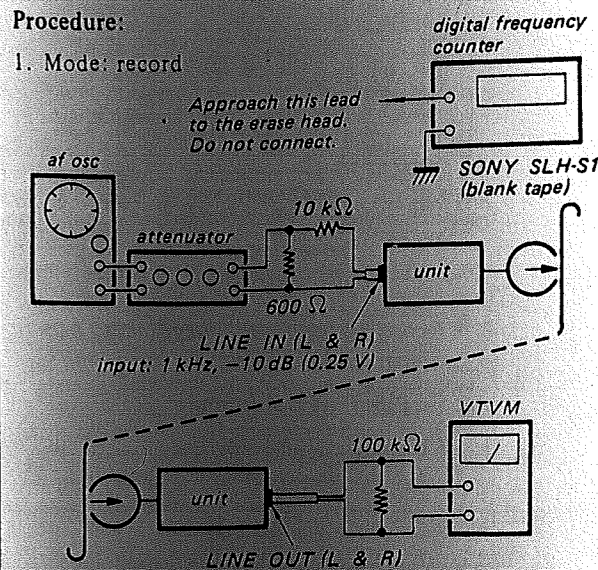 Procedure:
1. Mode: record
digital frequency
counter
Approach this lead
to the erase head.
Do not connect.
SONY SLH-S1
(blank tape)
af osc
attenuator
10 kΩ
600 Ω
unit
LINE IN (L & R)
input: 1 kHz, −10 dB (0.25 V)
VTVM
100 kΩ
unit
LINE OUT (L & R)